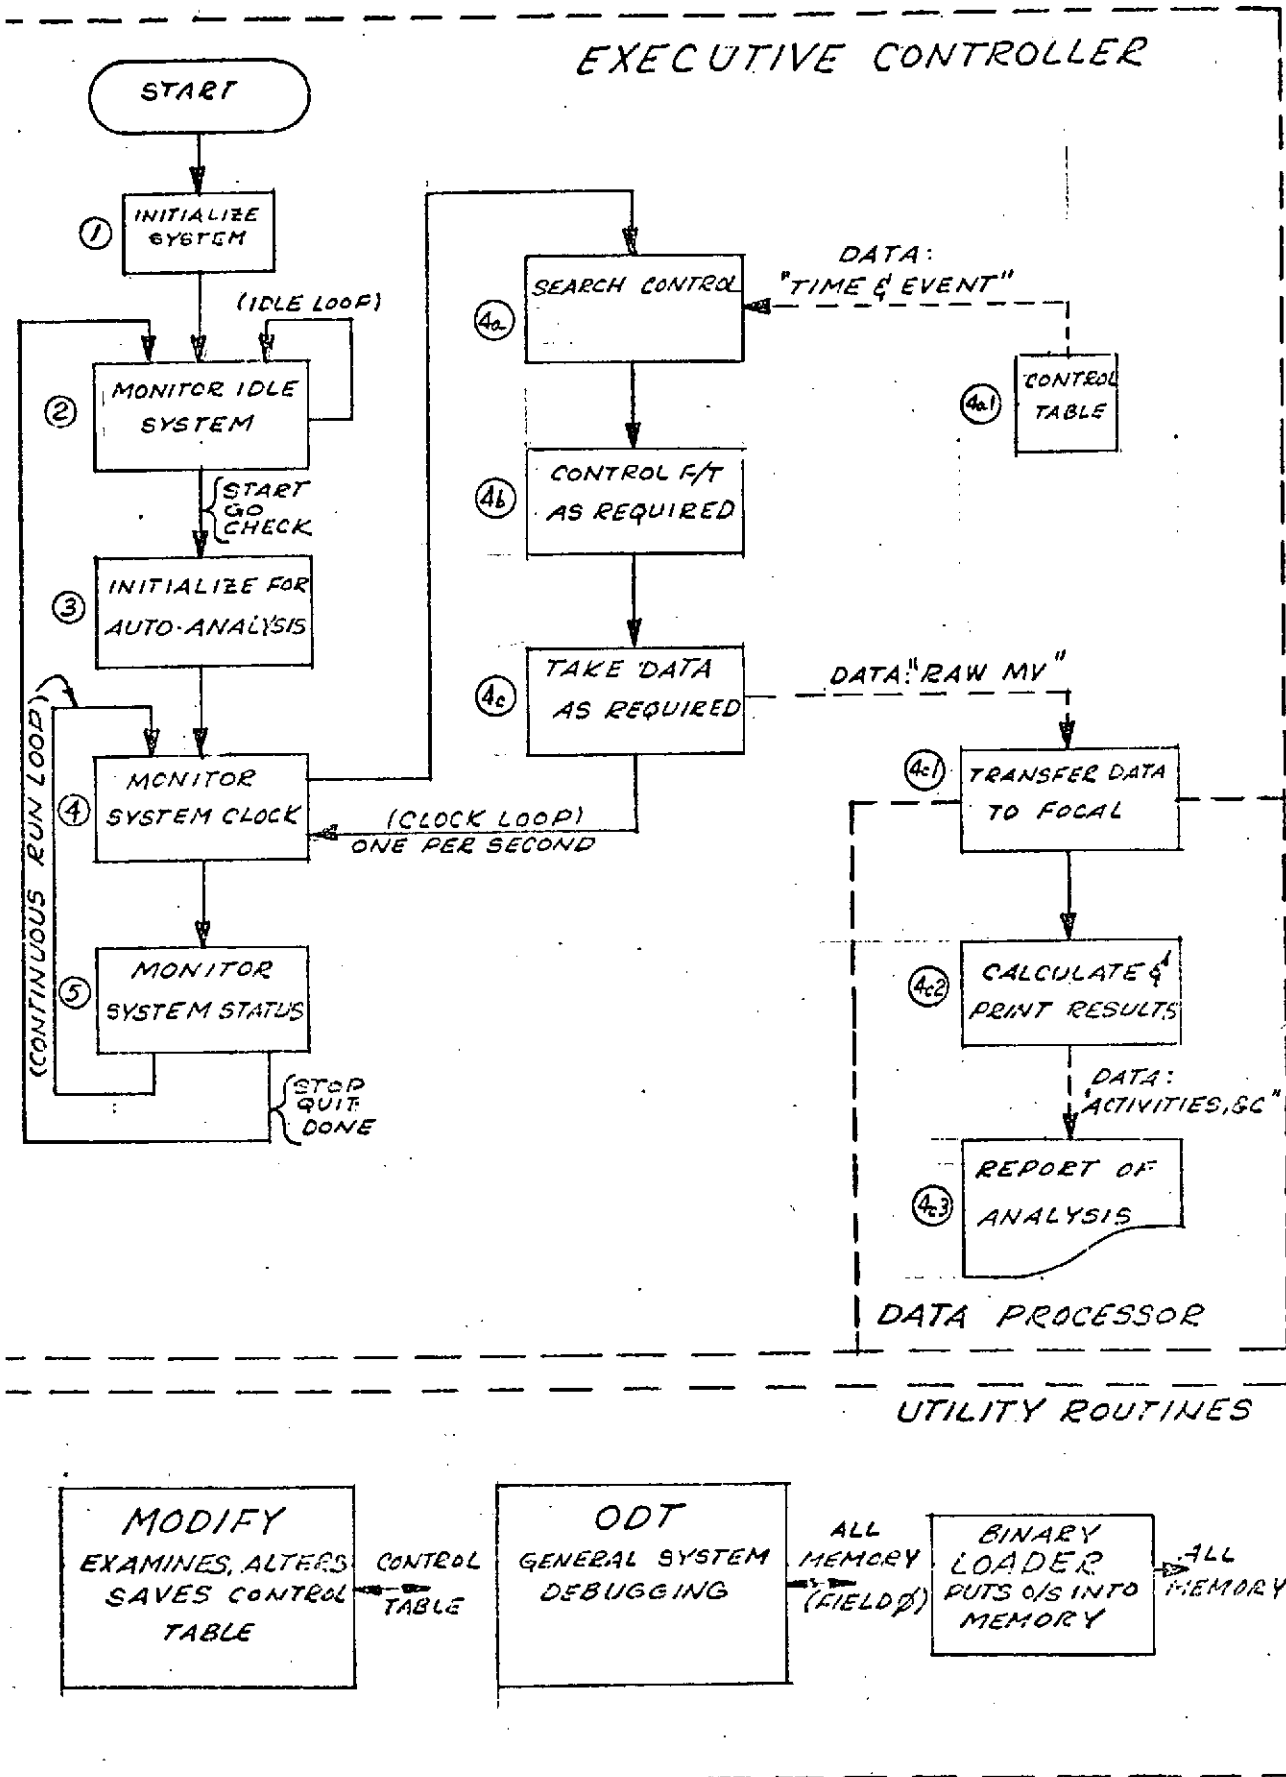 EXECUTIVE CONTROLLER
START
1
INITIALIZE
SYSTEM
(IDLE LOOP)
2
MONITOR IDLE
SYSTEM
START
GO
CHECK
3
INITIALIZE FOR
AUTO-ANALYSIS
(CONTINUOUS RUN LOOP)
4
MONITOR
SYSTEM CLOCK
(CLOCK LOOP)
ONE PER SECOND
5
MONITOR
SYSTEM STATUS
STOP
QUIT
DONE
4a
SEARCH CONTROL
DATA:
"TIME & EVENT"
4a1
CONTROL
TABLE
4b
CONTROL F/T
AS REQUIRED
4c
TAKE DATA
AS REQUIRED
DATA:"RAW MV"
4c1
TRANSFER DATA
TO FOCAL
4c2
CALCULATE &
PRINT RESULTS
DATA:
"ACTIVITIES, &C"
4c3
REPORT OF
ANALYSIS
DATA PROCESSOR
UTILITY ROUTINES
MODIFY
EXAMINES, ALTERS
SAVES CONTROL
TABLE
CONTROL
TABLE
ODT
GENERAL SYSTEM
DEBUGGING
ALL
MEMORY
(FIELD Ø)
BINARY
LOADER
PUTS O/S INTO
MEMORY
ALL
MEMORY